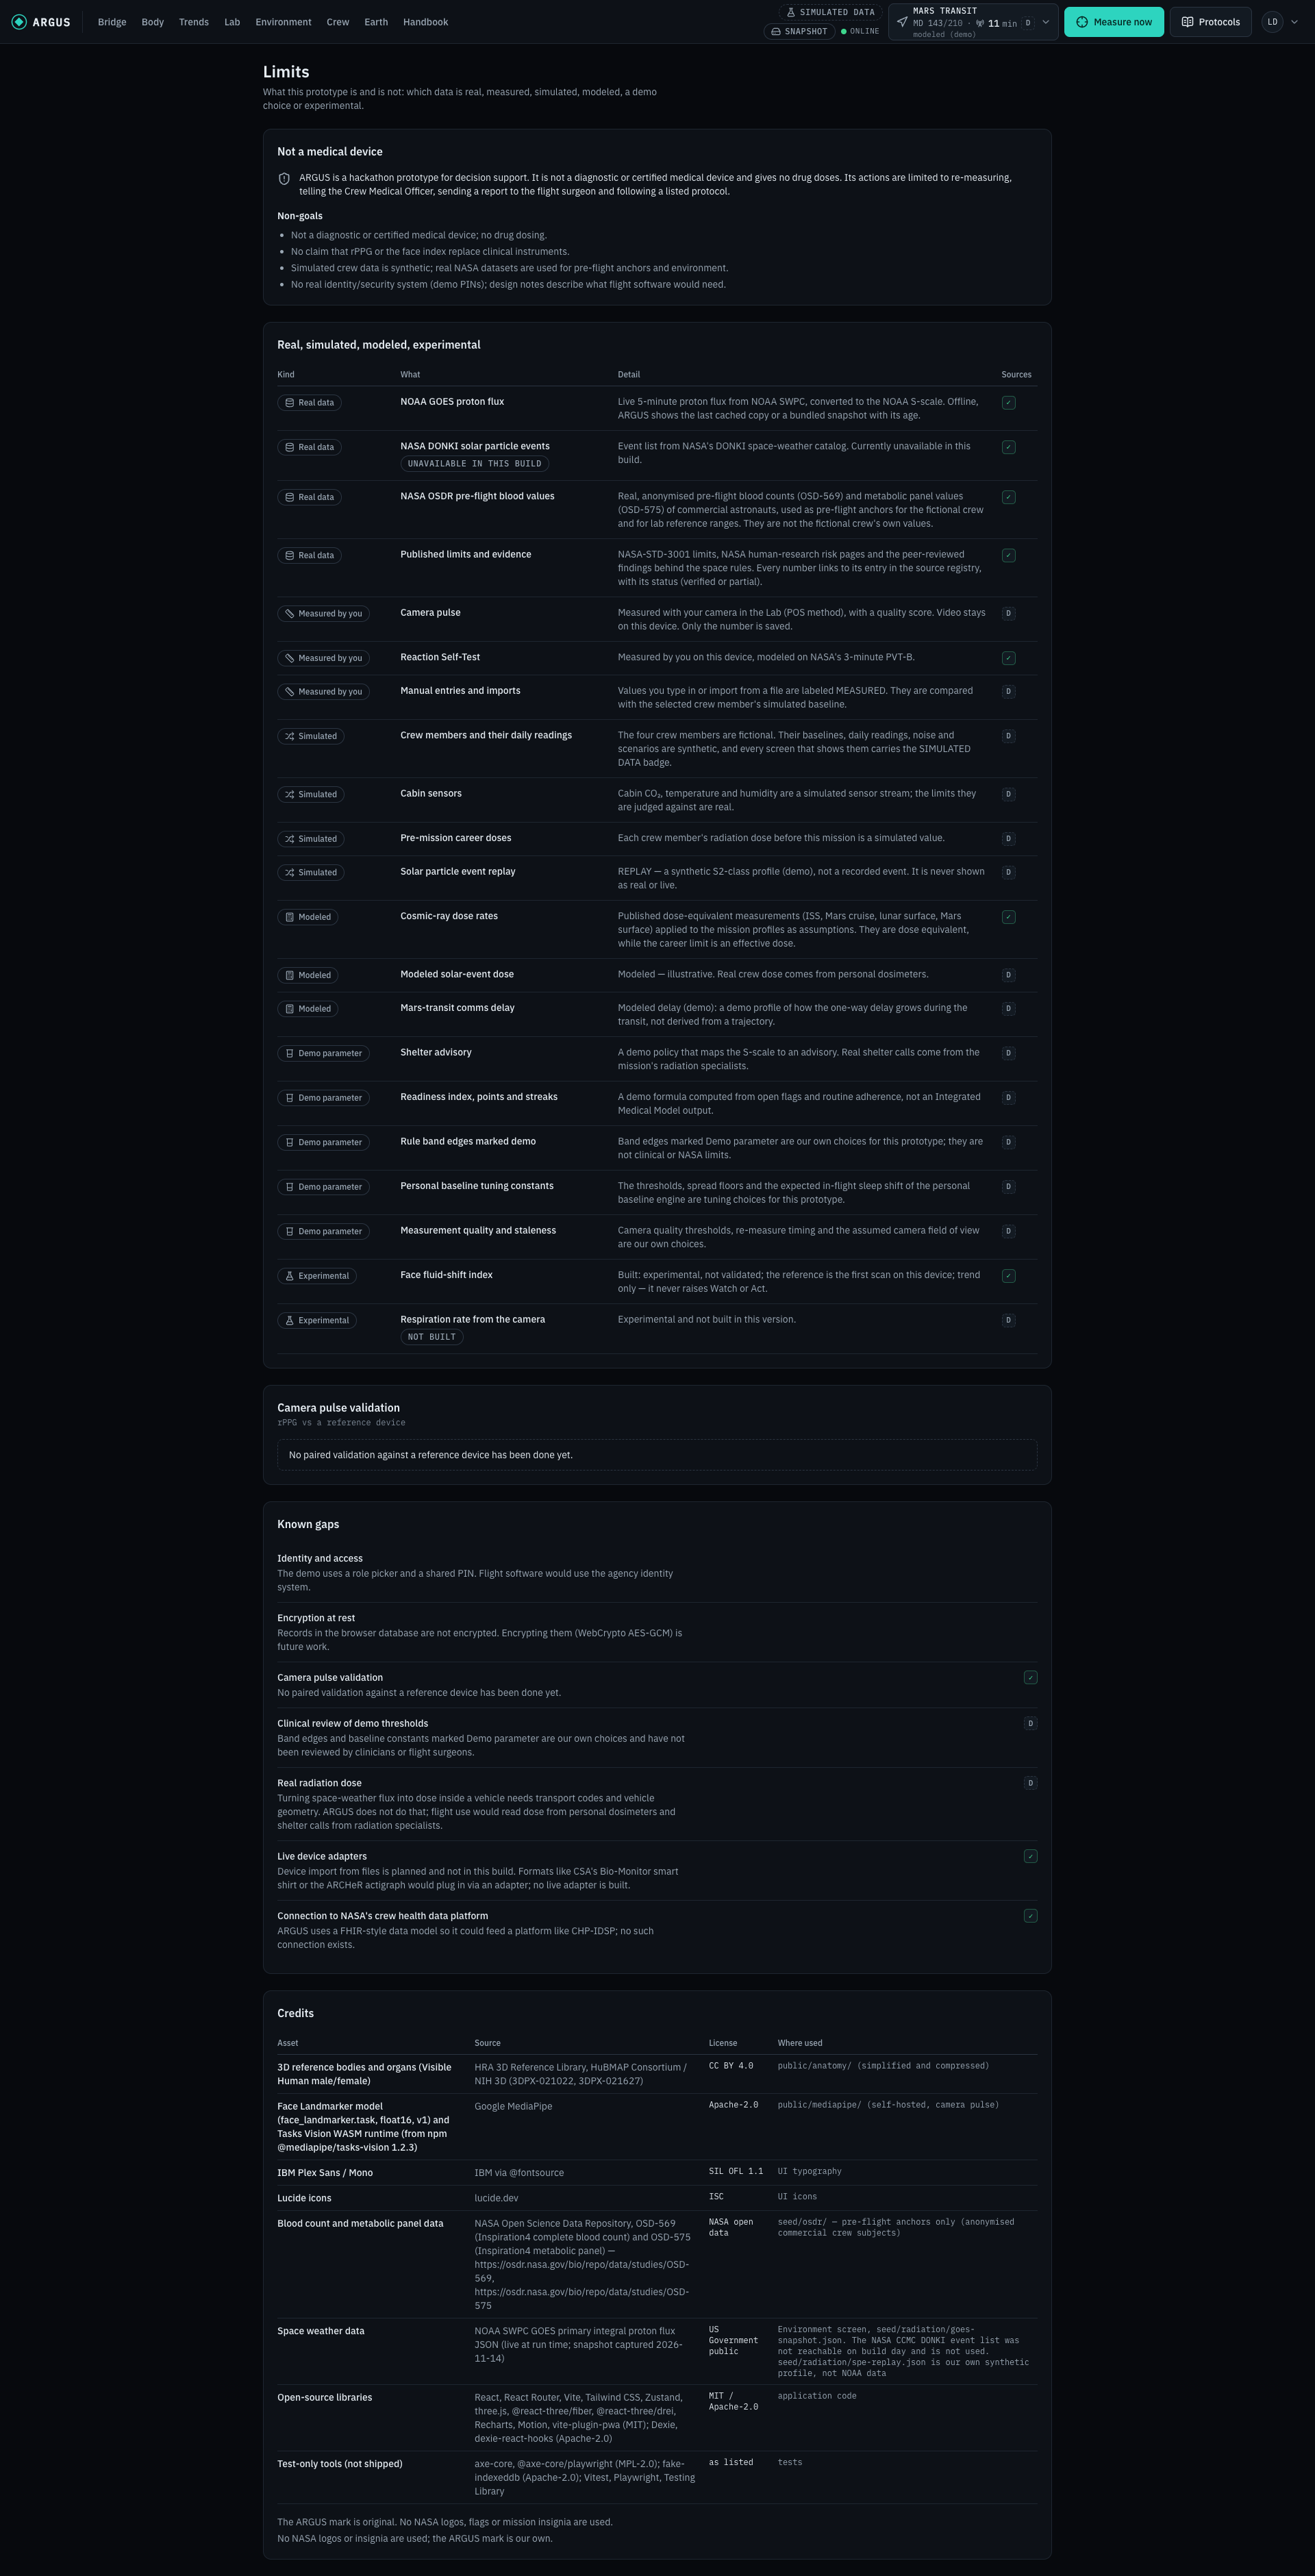 ARGUS
Bridge Body Trends Lab Environment Crew Earth Handbook
SIMULATED DATA
SNAPSHOT ONLINE
MARS TRANSIT
MD 143/210 · 11 min D
modeled (demo)
Measure now
Protocols
LD
Limits
What this prototype is and is not: which data is real, measured, simulated, modeled, a demo
choice or experimental.
Not a medical device
ARGUS is a hackathon prototype for decision support. It is not a diagnostic or certified medical device and gives no drug doses. Its actions are limited to re-measuring,
telling the Crew Medical Officer, sending a report to the flight surgeon and following a listed protocol.
Non-goals
• Not a diagnostic or certified medical device; no drug dosing.
• No claim that rPPG or the face index replace clinical instruments.
• Simulated crew data is synthetic; real NASA datasets are used for pre-flight anchors and environment.
• No real identity/security system (demo PINs); design notes describe what flight software would need.
Real, simulated, modeled, experimental
Kind What Detail Sources
Real data NOAA GOES proton flux Live 5-minute proton flux from NOAA SWPC, converted to the NOAA S-scale. Offline, ✓
ARGUS shows the last cached copy or a bundled snapshot with its age.
Real data NASA DONKI solar particle events Event list from NASA's DONKI space-weather catalog. Currently unavailable in this ✓
UNAVAILABLE IN THIS BUILD build.
Real data NASA OSDR pre-flight blood values Real, anonymised pre-flight blood counts (OSD-569) and metabolic panel values ✓
(OSD-575) of commercial astronauts, used as pre-flight anchors for the fictional crew
and for lab reference ranges. They are not the fictional crew's own values.
Real data Published limits and evidence NASA-STD-3001 limits, NASA human-research risk pages and the peer-reviewed ✓
findings behind the space rules. Every number links to its entry in the source registry,
with its status (verified or partial).
Measured by you Camera pulse Measured with your camera in the Lab (POS method), with a quality score. Video stays D
on this device. Only the number is saved.
Measured by you Reaction Self-Test Measured by you on this device, modeled on NASA's 3-minute PVT-B. ✓
Measured by you Manual entries and imports Values you type in or import from a file are labeled MEASURED. They are compared D
with the selected crew member's simulated baseline.
Simulated Crew members and their daily readings The four crew members are fictional. Their baselines, daily readings, noise and D
scenarios are synthetic, and every screen that shows them carries the SIMULATED
DATA badge.
Simulated Cabin sensors Cabin CO₂, temperature and humidity are a simulated sensor stream; the limits they D
are judged against are real.
Simulated Pre-mission career doses Each crew member's radiation dose before this mission is a simulated value. D
Simulated Solar particle event replay REPLAY — a synthetic S2-class profile (demo), not a recorded event. It is never shown D
as real or live.
Modeled Cosmic-ray dose rates Published dose-equivalent measurements (ISS, Mars cruise, lunar surface, Mars ✓
surface) applied to the mission profiles as assumptions. They are dose equivalent,
while the career limit is an effective dose.
Modeled Modeled solar-event dose Modeled — illustrative. Real crew dose comes from personal dosimeters. D
Modeled Mars-transit comms delay Modeled delay (demo): a demo profile of how the one-way delay grows during the D
transit, not derived from a trajectory.
Demo parameter Shelter advisory A demo policy that maps the S-scale to an advisory. Real shelter calls come from the D
mission's radiation specialists.
Demo parameter Readiness index, points and streaks A demo formula computed from open flags and routine adherence, not an Integrated D
Medical Model output.
Demo parameter Rule band edges marked demo Band edges marked Demo parameter are our own choices for this prototype; they are D
not clinical or NASA limits.
Demo parameter Personal baseline tuning constants The thresholds, spread floors and the expected in-flight sleep shift of the personal D
baseline engine are tuning choices for this prototype.
Demo parameter Measurement quality and staleness Camera quality thresholds, re-measure timing and the assumed camera field of view D
are our own choices.
Experimental Face fluid-shift index Built: experimental, not validated; the reference is the first scan on this device; trend ✓
only — it never raises Watch or Act.
Experimental Respiration rate from the camera Experimental and not built in this version. D
NOT BUILT
Camera pulse validation
rPPG vs a reference device
No paired validation against a reference device has been done yet.
Known gaps
Identity and access
The demo uses a role picker and a shared PIN. Flight software would use the agency identity
system.
Encryption at rest
Records in the browser database are not encrypted. Encrypting them (WebCrypto AES-GCM) is
future work.
Camera pulse validation ✓
No paired validation against a reference device has been done yet.
Clinical review of demo thresholds D
Band edges and baseline constants marked Demo parameter are our own choices and have not
been reviewed by clinicians or flight surgeons.
Real radiation dose D
Turning space-weather flux into dose inside a vehicle needs transport codes and vehicle
geometry. ARGUS does not do that; flight use would read dose from personal dosimeters and
shelter calls from radiation specialists.
Live device adapters ✓
Device import from files is planned and not in this build. Formats like CSA's Bio-Monitor smart
shirt or the ARCHeR actigraph would plug in via an adapter; no live adapter is built.
Connection to NASA's crew health data platform ✓
ARGUS uses a FHIR-style data model so it could feed a platform like CHP-IDSP; no such
connection exists.
Credits
Asset Source License Where used
3D reference bodies and organs (Visible HRA 3D Reference Library, HuBMAP Consortium / CC BY 4.0 public/anatomy/ (simplified and compressed)
Human male/female) NIH 3D (3DPX-021022, 3DPX-021627)
Face Landmarker model Google MediaPipe Apache-2.0 public/mediapipe/ (self-hosted, camera pulse)
(face_landmarker.task, float16, v1) and
Tasks Vision WASM runtime (from npm
@mediapipe/tasks-vision 1.2.3)
IBM Plex Sans / Mono IBM via @fontsource SIL OFL 1.1 UI typography
Lucide icons lucide.dev ISC UI icons
Blood count and metabolic panel data NASA Open Science Data Repository, OSD-569 NASA open seed/osdr/ — pre-flight anchors only (anonymised
(Inspiration4 complete blood count) and OSD-575 data commercial crew subjects)
(Inspiration4 metabolic panel) —
https://osdr.nasa.gov/bio/repo/data/studies/OSD-
569,
https://osdr.nasa.gov/bio/repo/data/studies/OSD-
575
Space weather data NOAA SWPC GOES primary integral proton flux US Environment screen, seed/radiation/goes-
JSON (live at run time; snapshot captured 2026- Government snapshot.json. The NASA CCMC DONKI event list was
11-14) public not reachable on build day and is not used.
seed/radiation/spe-replay.json is our own synthetic
profile, not NOAA data
Open-source libraries React, React Router, Vite, Tailwind CSS, Zustand, MIT / application code
three.js, @react-three/fiber, @react-three/drei, Apache-2.0
Recharts, Motion, vite-plugin-pwa (MIT); Dexie,
dexie-react-hooks (Apache-2.0)
Test-only tools (not shipped) axe-core, @axe-core/playwright (MPL-2.0); fake- as listed tests
indexeddb (Apache-2.0); Vitest, Playwright, Testing
Library
The ARGUS mark is original. No NASA logos, flags or mission insignia are used.
No NASA logos or insignia are used; the ARGUS mark is our own.